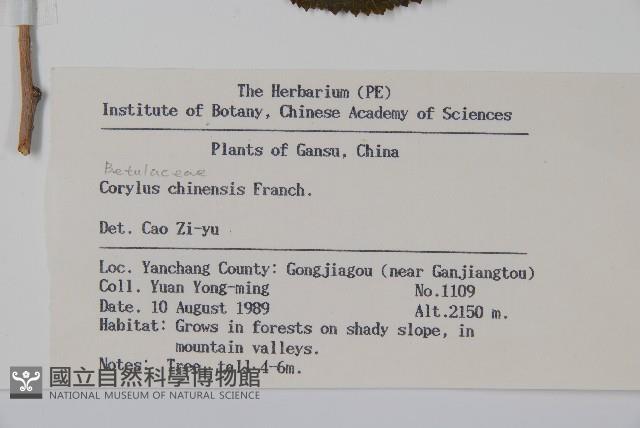 The Herbarium (PE)
Institute of Botany, Chinese Academy of Sciences
Plants of Gansu, China
Betulaceae
Corylus chinensis Franch.
Det. Cao Zi-yu
Loc. Yanchang County: Gongjiagou (near Ganjiangtou)
Coll. Yuan Yong-ming No.1109
Date. 10 August 1989 Alt.2150 m.
Habitat: Grows in forests on shady slope, in
mountain valleys.
Notes: Tree, tall 4-6m.
國立自然科學博物館
NATIONAL MUSEUM OF NATURAL SCIENCE